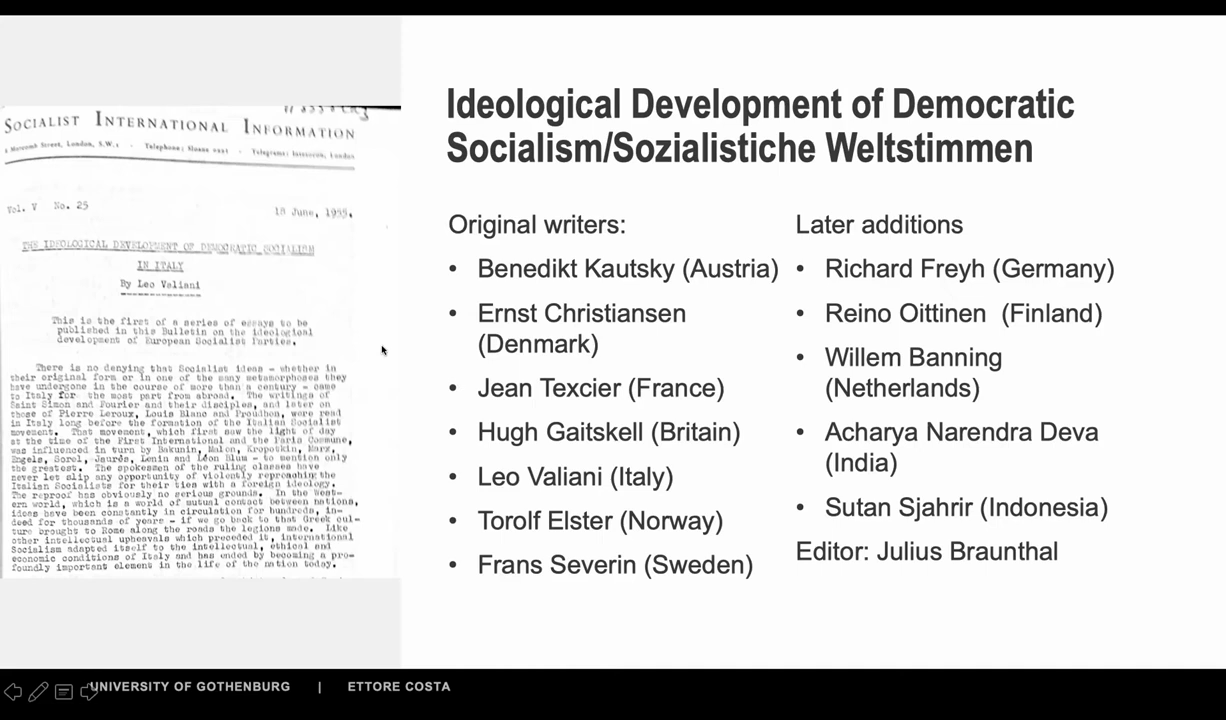 SOCIALIST INTERNATIONAL INFORMATION
Street, London, S.W.1 · Telephone: Sloane · Telegrams: Intesocon, London
Vol. V No. 25
18 June, 1955.
THE IDEOLOGICAL DEVELOPMENT OF DEMOCRATIC SOCIALISM
IN ITALY
By Leo Valiani
This is the first of a series of essays to be
published in this Bulletin on the ideological
development of European Socialist Parties.
There is no denying that Socialist ideas - whether in
their original form or in one of the many metamorphoses they
have undergone in the course of more than a century - came
to Italy for the most part from abroad. The writings of
Saint Simon and Fourier and their disciples, and later on
those of Pierre Leroux, Louis Blanc and Proudhon, were read
in Italy long before the formation of the Italian Socialist
movement. That movement, which first saw the light of day
at the time of the First International and the Paris Commune,
was influenced in turn by Bakunin, Malon, Kropotkin, Marx,
Engels, Sorel, Jaurès, Lenin and Léon Blum - to mention only
the greatest. The spokesmen of the ruling classes have
never let slip any opportunity of violently reproaching the
Italian Socialists for their ties with a foreign ideology.
The reproof has obviously no serious grounds. In the West-
ern world, which is a world of mutual contact between nations,
ideas have been constantly in circulation for hundreds, in-
deed for thousands of years - if we go back to that Greek cul-
ture brought to Rome along the roads the legions made. Like
other intellectual upheavals which preceded it, international
Socialism adapted itself to the intellectual, ethical and
economic conditions of Italy and has ended by becoming a pro-
foundly important element in the life of the nation today.
Ideological Development of Democratic
Socialism/Sozialistiche Weltstimmen
Original writers:
• Benedikt Kautsky (Austria)
• Ernst Christiansen
(Denmark)
• Jean Texcier (France)
• Hugh Gaitskell (Britain)
• Leo Valiani (Italy)
• Torolf Elster (Norway)
• Frans Severin (Sweden)
Later additions
• Richard Freyh (Germany)
• Reino Oittinen (Finland)
• Willem Banning
(Netherlands)
• Acharya Narendra Deva
(India)
• Sutan Sjahrir (Indonesia)
Editor: Julius Braunthal
UNIVERSITY OF GOTHENBURG | ETTORE COSTA